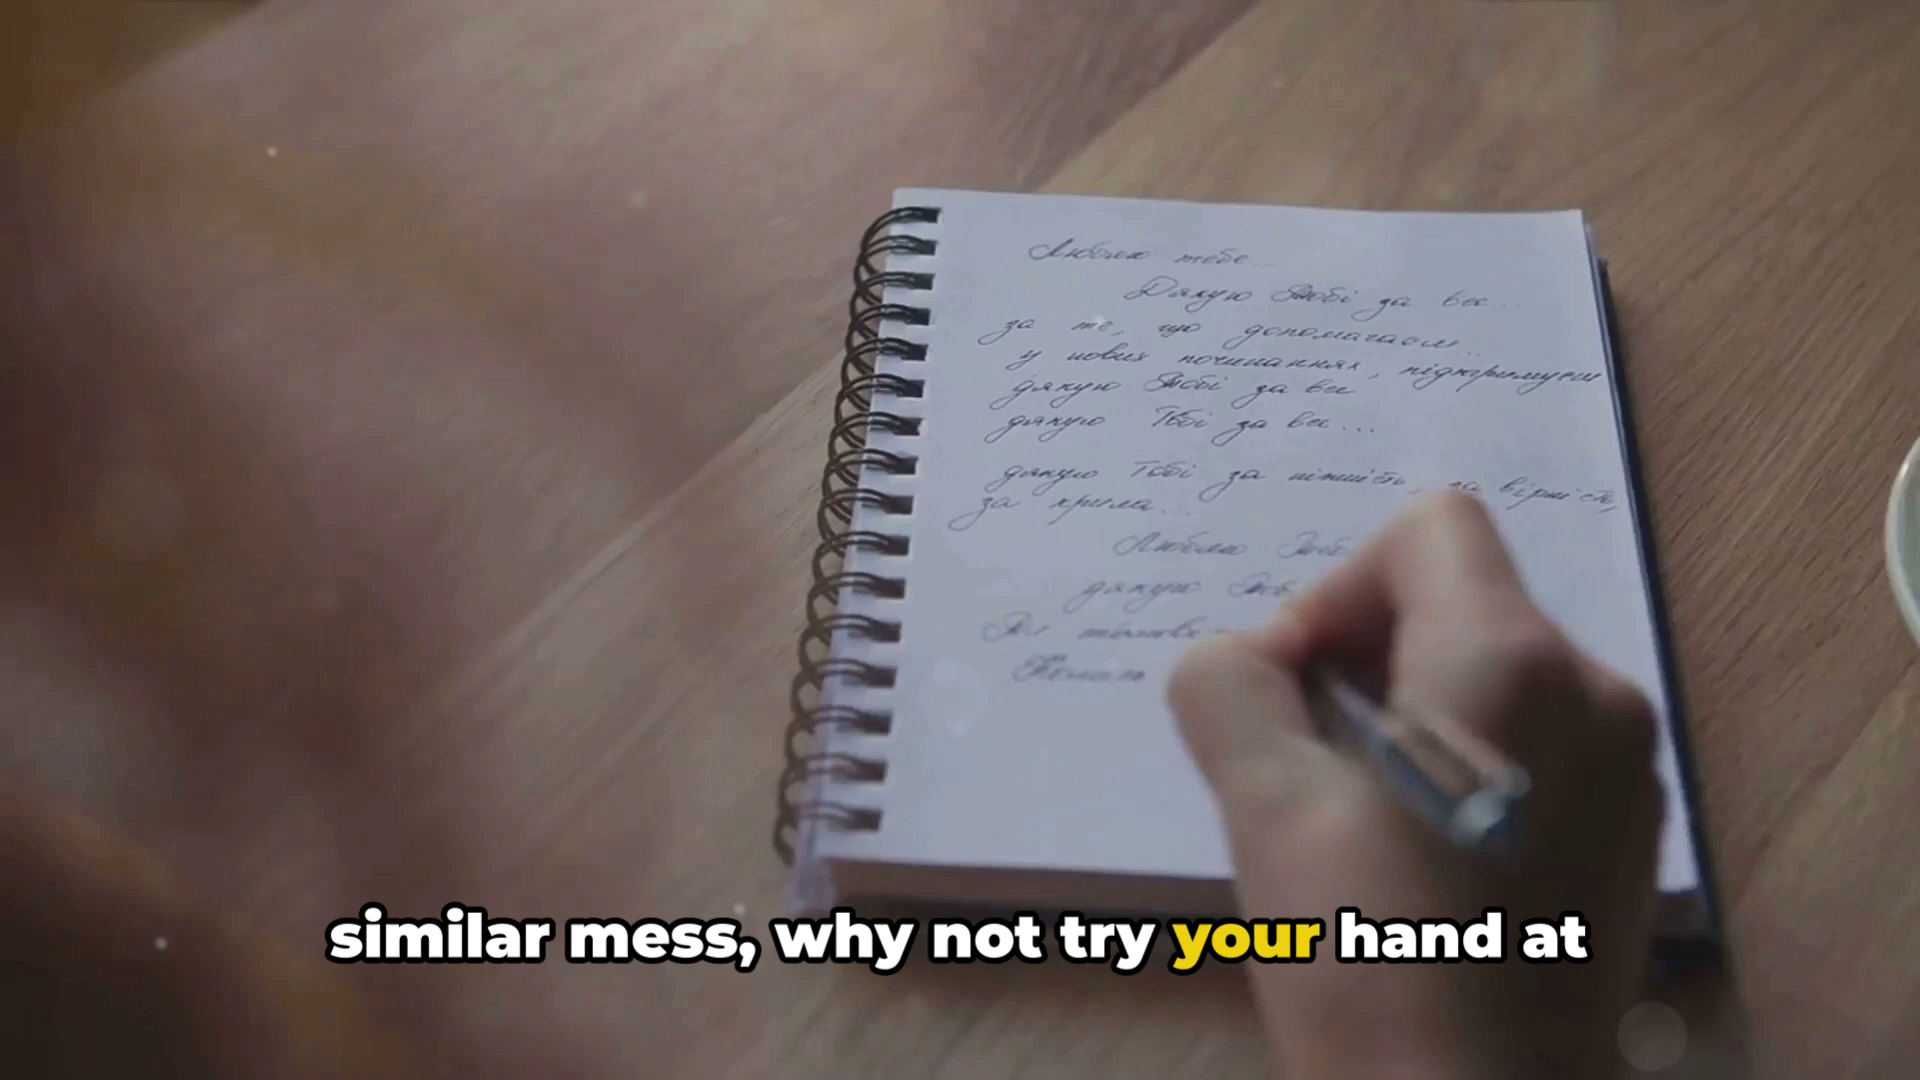 Люблю тебе...
Дякую Тобі за все...
за те, що допомагаєш...
у нових починаннях, підтримуєш
дякую Тобі за все
дякую Тобі за все...
дякую Тобі за ніжність, за вірність,
за крила...
Люблю
дякую
similar mess, why not try your hand at